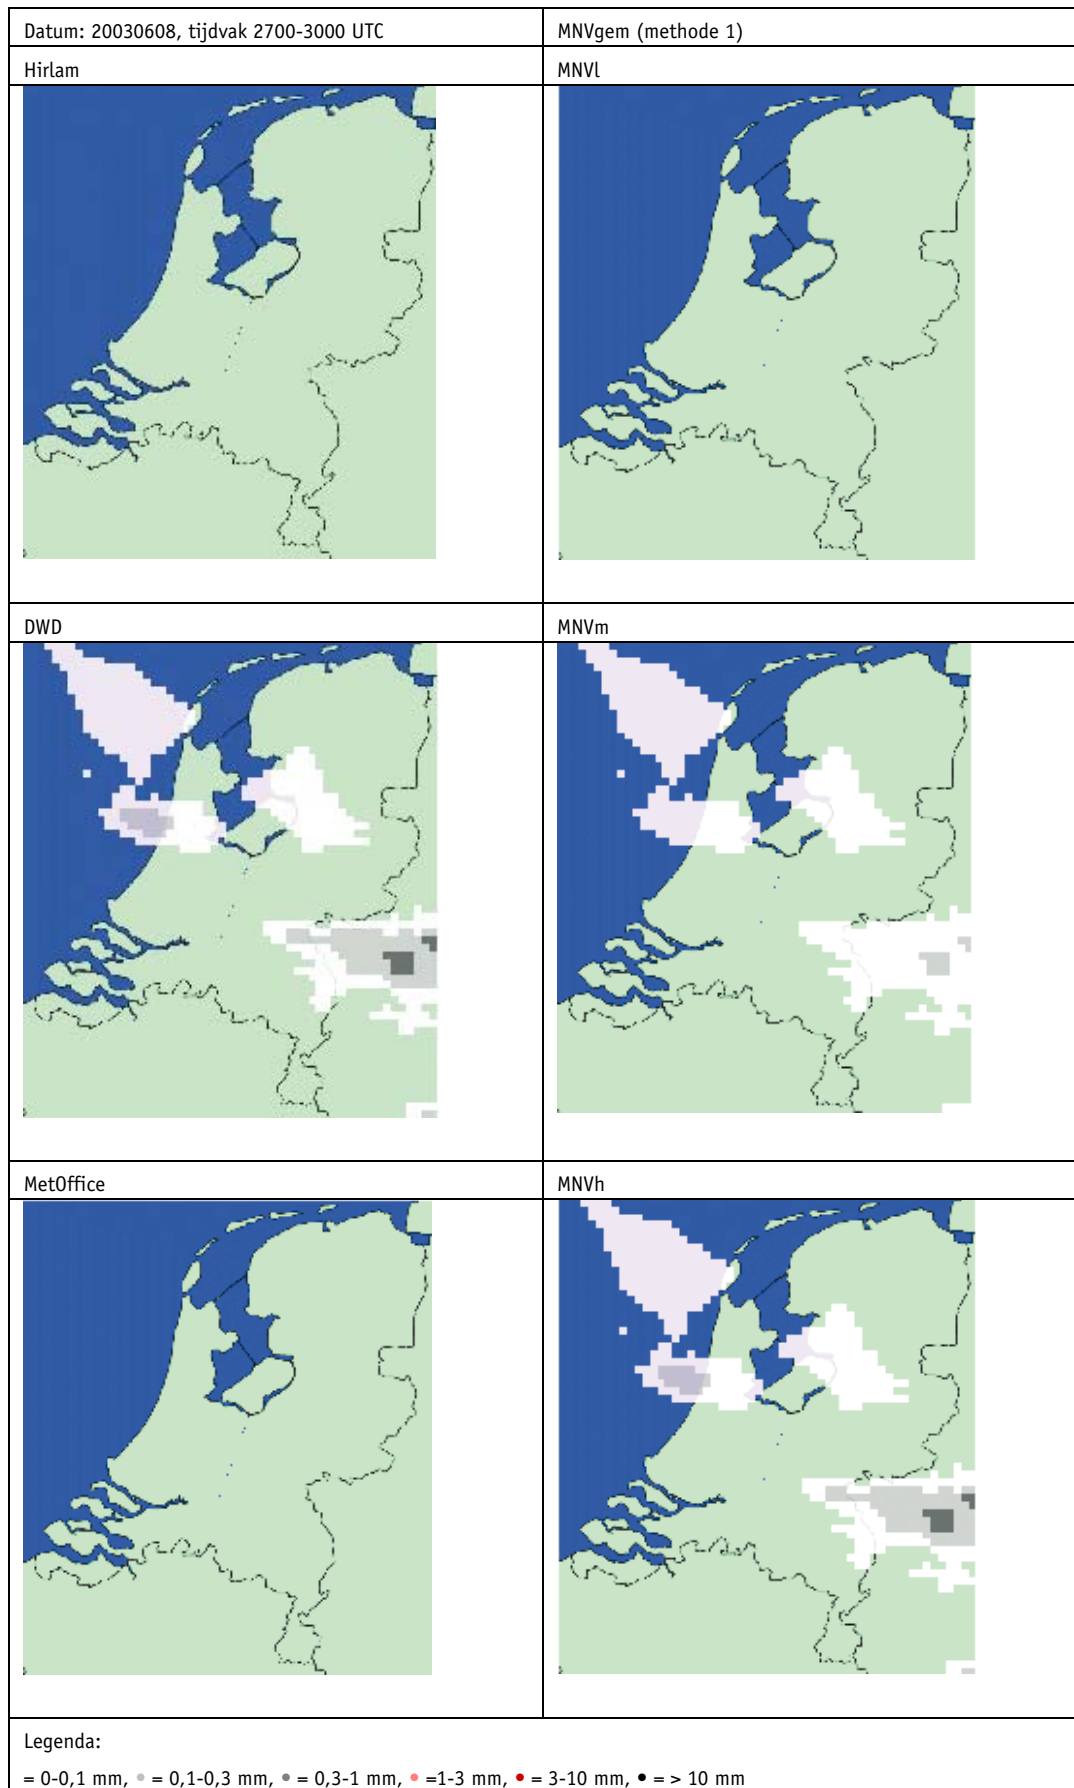 Datum: 20030608, tijdvak 2700-3000 UTC
MNVgem (methode 1)
Hirlam
MNVl
DWD
MNVm
MetOffice
MNVh
Legenda:
= 0-0,1 mm, • = 0,1-0,3 mm, • = 0,3-1 mm, • =1-3 mm, • = 3-10 mm, • = > 10 mm